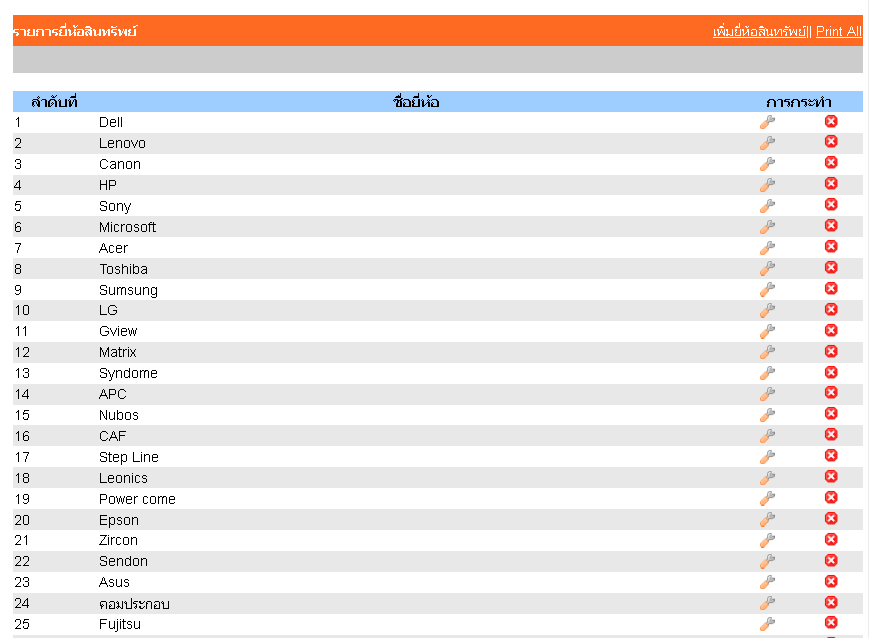 รายการยี่ห้อสินทรัพย์ เพิ่มยี่ห้อสินทรัพย์|| Print All
ลำดับที่ ชื่อยี่ห้อ การกระทำ
1 Dell
2 Lenovo
3 Canon
4 HP
5 Sony
6 Microsoft
7 Acer
8 Toshiba
9 Sumsung
10 LG
11 Gview
12 Matrix
13 Syndome
14 APC
15 Nubos
16 CAF
17 Step Line
18 Leonics
19 Power come
20 Epson
21 Zircon
22 Sendon
23 Asus
24 คอมประกอบ
25 Fujitsu